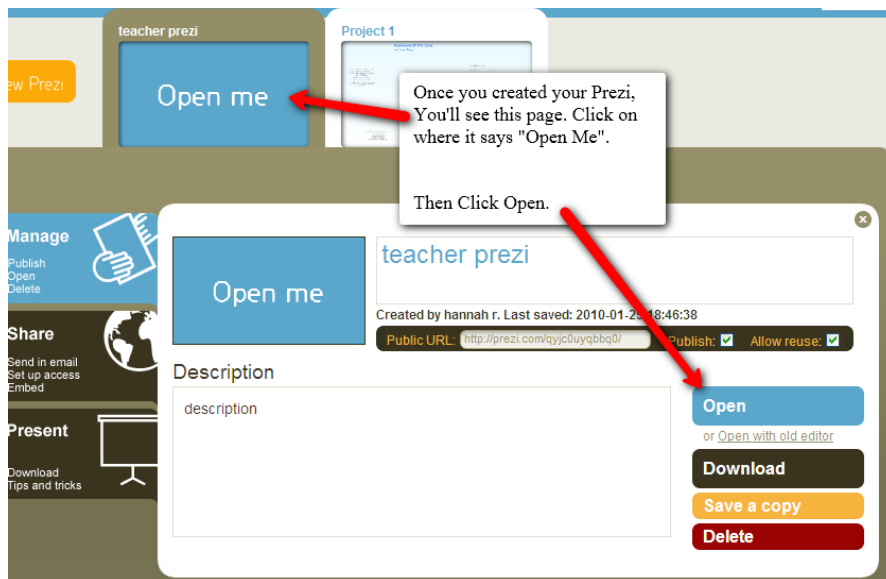 teacher prezi
Project 1
ew Prezi
Open me
Once you created your Prezi,
You'll see this page. Click on
where it says "Open Me".
Then Click Open.
Manage
Publish
Open
Delete
Share
Send in email
Set up access
Embed
Present
Download
Tips and tricks
Open me
teacher prezi
Created by hannah r. Last saved: 2010-01-25 18:46:38
Public URL: http://prezi.com/qyjc0uyqbbq0/ Publish: Allow reuse:
Description
description
Open
or Open with old editor
Download
Save a copy
Delete